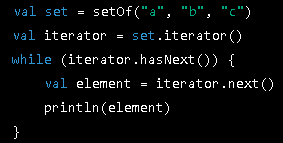 val set = setOf("a", "b", "c")
val iterator = set.iterator()
while (iterator.hasNext()) {
    val element = iterator.next()
    println(element)
}